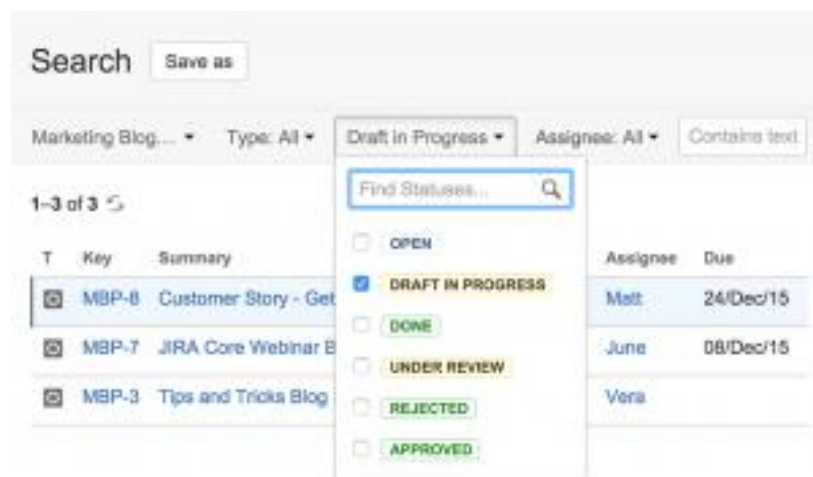 Search Save as
Marketing Blog... Type: All Draft in Progress Assignee: All Contains text
Find Statuses...
1–3 of 3
OPEN
T Key Summary Assignee Due
DRAFT IN PROGRESS
MBP-8 Customer Story - Get Matt 24/Dec/15
DONE
MBP-7 JIRA Core Webinar B June 08/Dec/15
UNDER REVIEW
MBP-3 Tips and Tricks Blog Vera
REJECTED
APPROVED